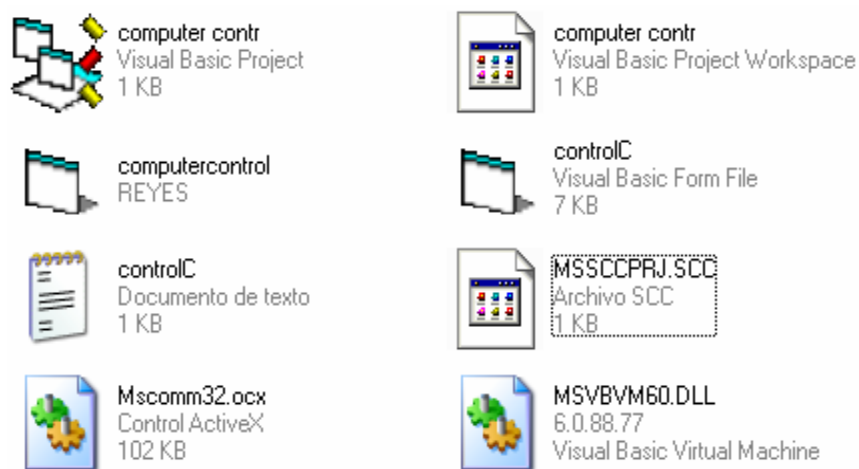 computer contr
Visual Basic Project
1 KB
computer contr
Visual Basic Project Workspace
1 KB
computercontrol
REYES
controlC
Visual Basic Form File
7 KB
controlC
Documento de texto
1 KB
MSSCCPRJ.SCC
Archivo SCC
1 KB
Mscomm32.ocx
Control ActiveX
102 KB
MSVBVM60.DLL
6.0.88.77
Visual Basic Virtual Machine